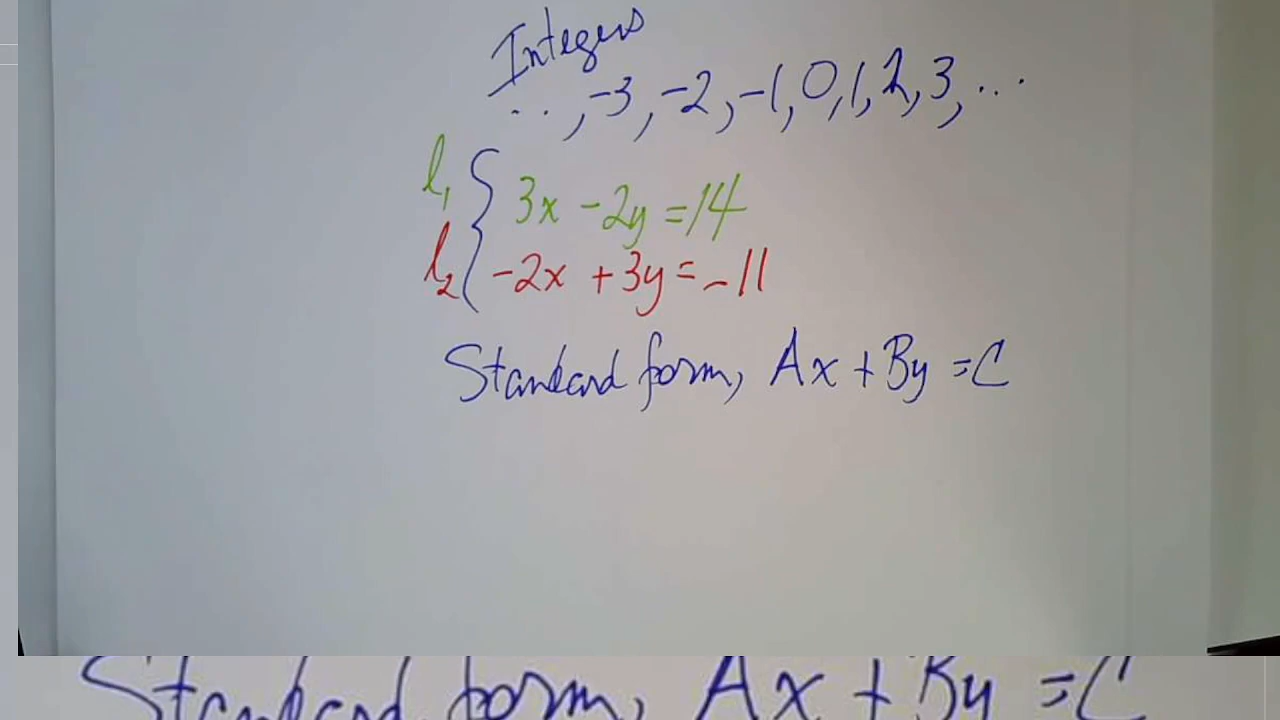 Integers
..,-3,-2,-1,0,1,2,3,...
l₁ 3x -2y =14
l₂ -2x +3y=-11
Standard form, Ax + By = C
Standard form, Ax + By = C